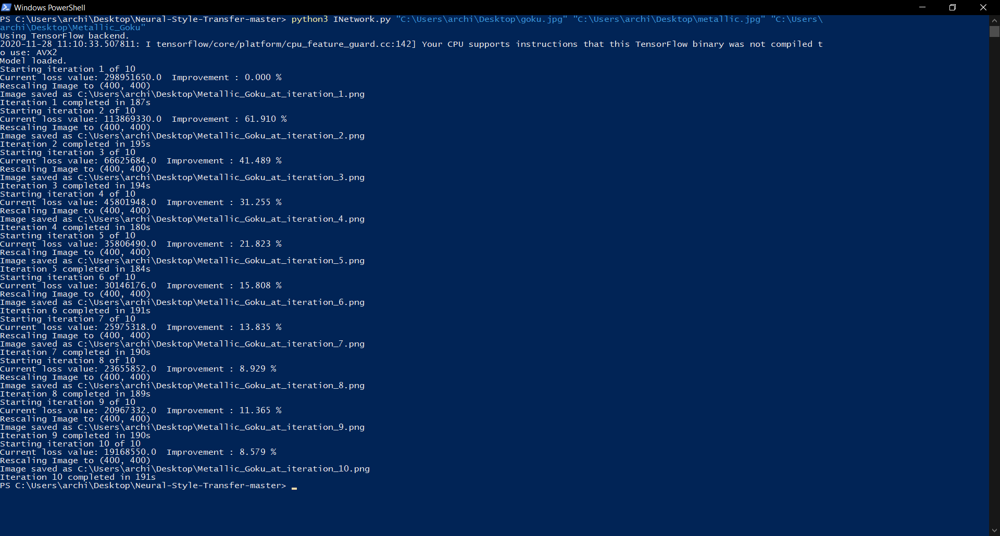 Windows PowerShell
PS C:\Users\archi\Desktop\Neural-Style-Transfer-master> python3 INetwork.py "C:\Users\archi\Desktop\goku.jpg" "C:\Users\archi\Desktop\metallic.jpg" "C:\Users\
archi\Desktop\Metallic_Goku"
Using TensorFlow backend.
2020-11-28 11:10:33.507811: I tensorflow/core/platform/cpu_feature_guard.cc:142] Your CPU supports instructions that this TensorFlow binary was not compiled t
o use: AVX2
Model loaded.
Starting iteration 1 of 10
Current loss value: 298951650.0  Improvement : 0.000 %
Rescaling Image to (400, 400)
Image saved as C:\Users\archi\Desktop\Metallic_Goku_at_iteration_1.png
Iteration 1 completed in 187s
Starting iteration 2 of 10
Current loss value: 113869330.0  Improvement : 61.910 %
Rescaling Image to (400, 400)
Image saved as C:\Users\archi\Desktop\Metallic_Goku_at_iteration_2.png
Iteration 2 completed in 195s
Starting iteration 3 of 10
Current loss value: 66625684.0  Improvement : 41.489 %
Rescaling Image to (400, 400)
Image saved as C:\Users\archi\Desktop\Metallic_Goku_at_iteration_3.png
Iteration 3 completed in 194s
Starting iteration 4 of 10
Current loss value: 45801948.0  Improvement : 31.255 %
Rescaling Image to (400, 400)
Image saved as C:\Users\archi\Desktop\Metallic_Goku_at_iteration_4.png
Iteration 4 completed in 180s
Starting iteration 5 of 10
Current loss value: 35806490.0  Improvement : 21.823 %
Rescaling Image to (400, 400)
Image saved as C:\Users\archi\Desktop\Metallic_Goku_at_iteration_5.png
Iteration 5 completed in 184s
Starting iteration 6 of 10
Current loss value: 30146176.0  Improvement : 15.808 %
Rescaling Image to (400, 400)
Image saved as C:\Users\archi\Desktop\Metallic_Goku_at_iteration_6.png
Iteration 6 completed in 191s
Starting iteration 7 of 10
Current loss value: 25975318.0  Improvement : 13.835 %
Rescaling Image to (400, 400)
Image saved as C:\Users\archi\Desktop\Metallic_Goku_at_iteration_7.png
Iteration 7 completed in 190s
Starting iteration 8 of 10
Current loss value: 23655852.0  Improvement : 8.929 %
Rescaling Image to (400, 400)
Image saved as C:\Users\archi\Desktop\Metallic_Goku_at_iteration_8.png
Iteration 8 completed in 189s
Starting iteration 9 of 10
Current loss value: 20967332.0  Improvement : 11.365 %
Rescaling Image to (400, 400)
Image saved as C:\Users\archi\Desktop\Metallic_Goku_at_iteration_9.png
Iteration 9 completed in 190s
Starting iteration 10 of 10
Current loss value: 19168550.0  Improvement : 8.579 %
Rescaling Image to (400, 400)
Image saved as C:\Users\archi\Desktop\Metallic_Goku_at_iteration_10.png
Iteration 10 completed in 191s
PS C:\Users\archi\Desktop\Neural-Style-Transfer-master>